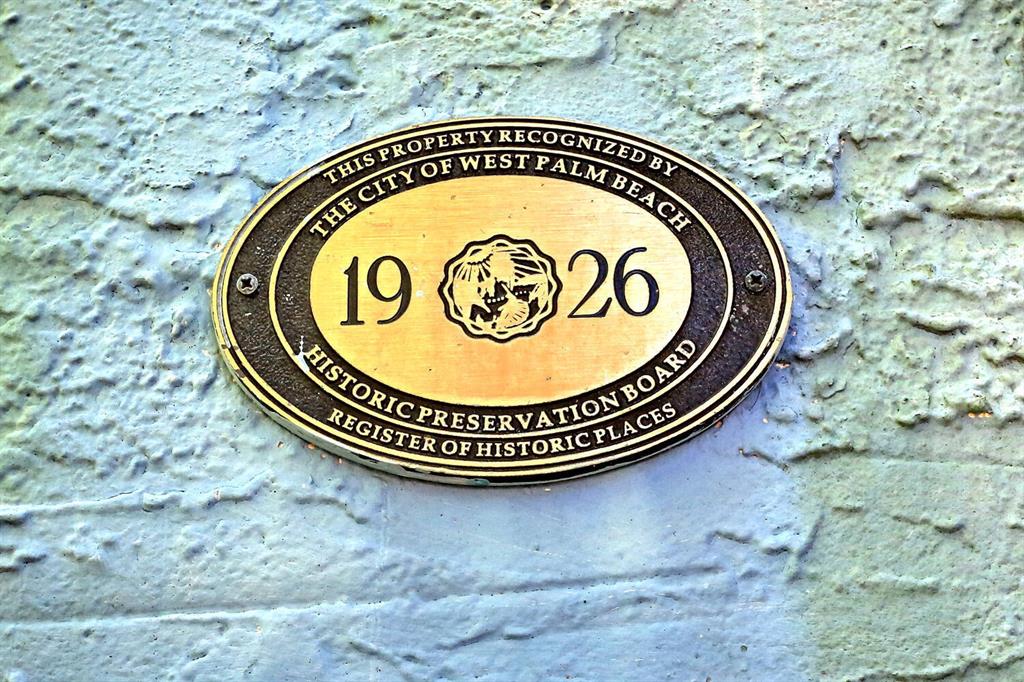 THIS PROPERTY RECOGNIZED BY
THE CITY OF WEST PALM BEACH
19 26
HISTORIC PRESERVATION BOARD
REGISTER OF HISTORIC PLACES